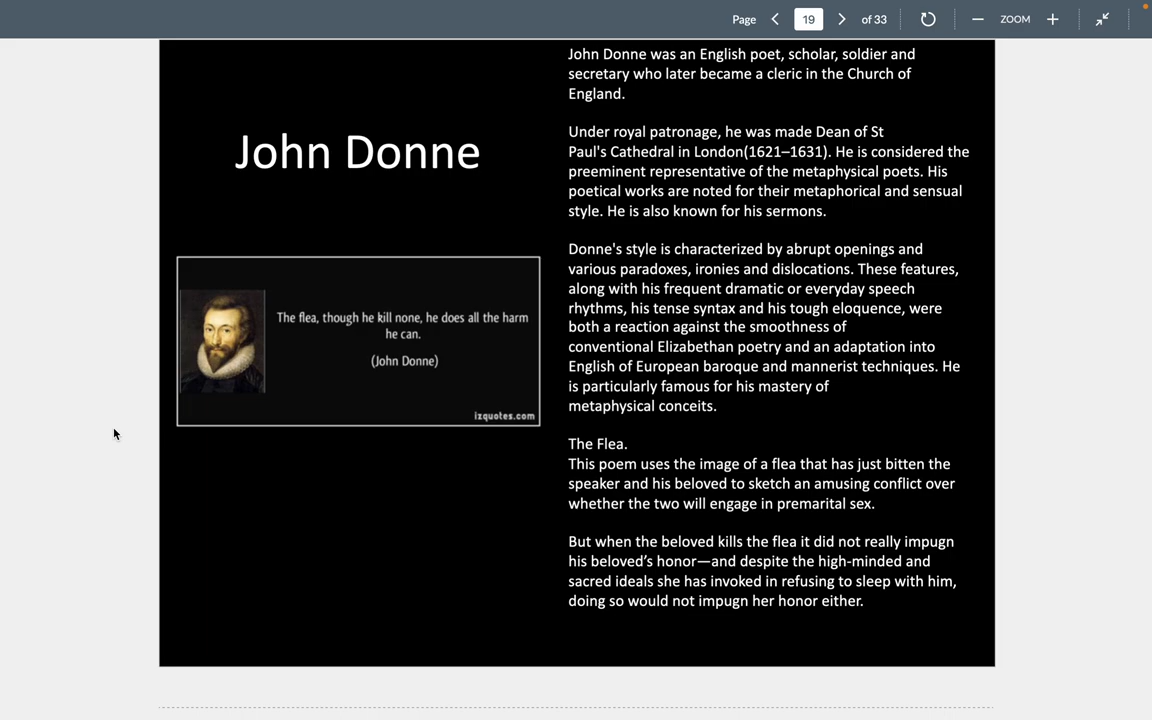 Page 19 of 33 ZOOM
John Donne
The flea, though he kill none, he does all the harm
he can.
(John Donne)
izquotes.com
John Donne was an English poet, scholar, soldier and
secretary who later became a cleric in the Church of
England.
Under royal patronage, he was made Dean of St
Paul's Cathedral in London(1621–1631). He is considered the
preeminent representative of the metaphysical poets. His
poetical works are noted for their metaphorical and sensual
style. He is also known for his sermons.
Donne's style is characterized by abrupt openings and
various paradoxes, ironies and dislocations. These features,
along with his frequent dramatic or everyday speech
rhythms, his tense syntax and his tough eloquence, were
both a reaction against the smoothness of
conventional Elizabethan poetry and an adaptation into
English of European baroque and mannerist techniques. He
is particularly famous for his mastery of
metaphysical conceits.
The Flea.
This poem uses the image of a flea that has just bitten the
speaker and his beloved to sketch an amusing conflict over
whether the two will engage in premarital sex.
But when the beloved kills the flea it did not really impugn
his beloved’s honor—and despite the high-minded and
sacred ideals she has invoked in refusing to sleep with him,
doing so would not impugn her honor either.